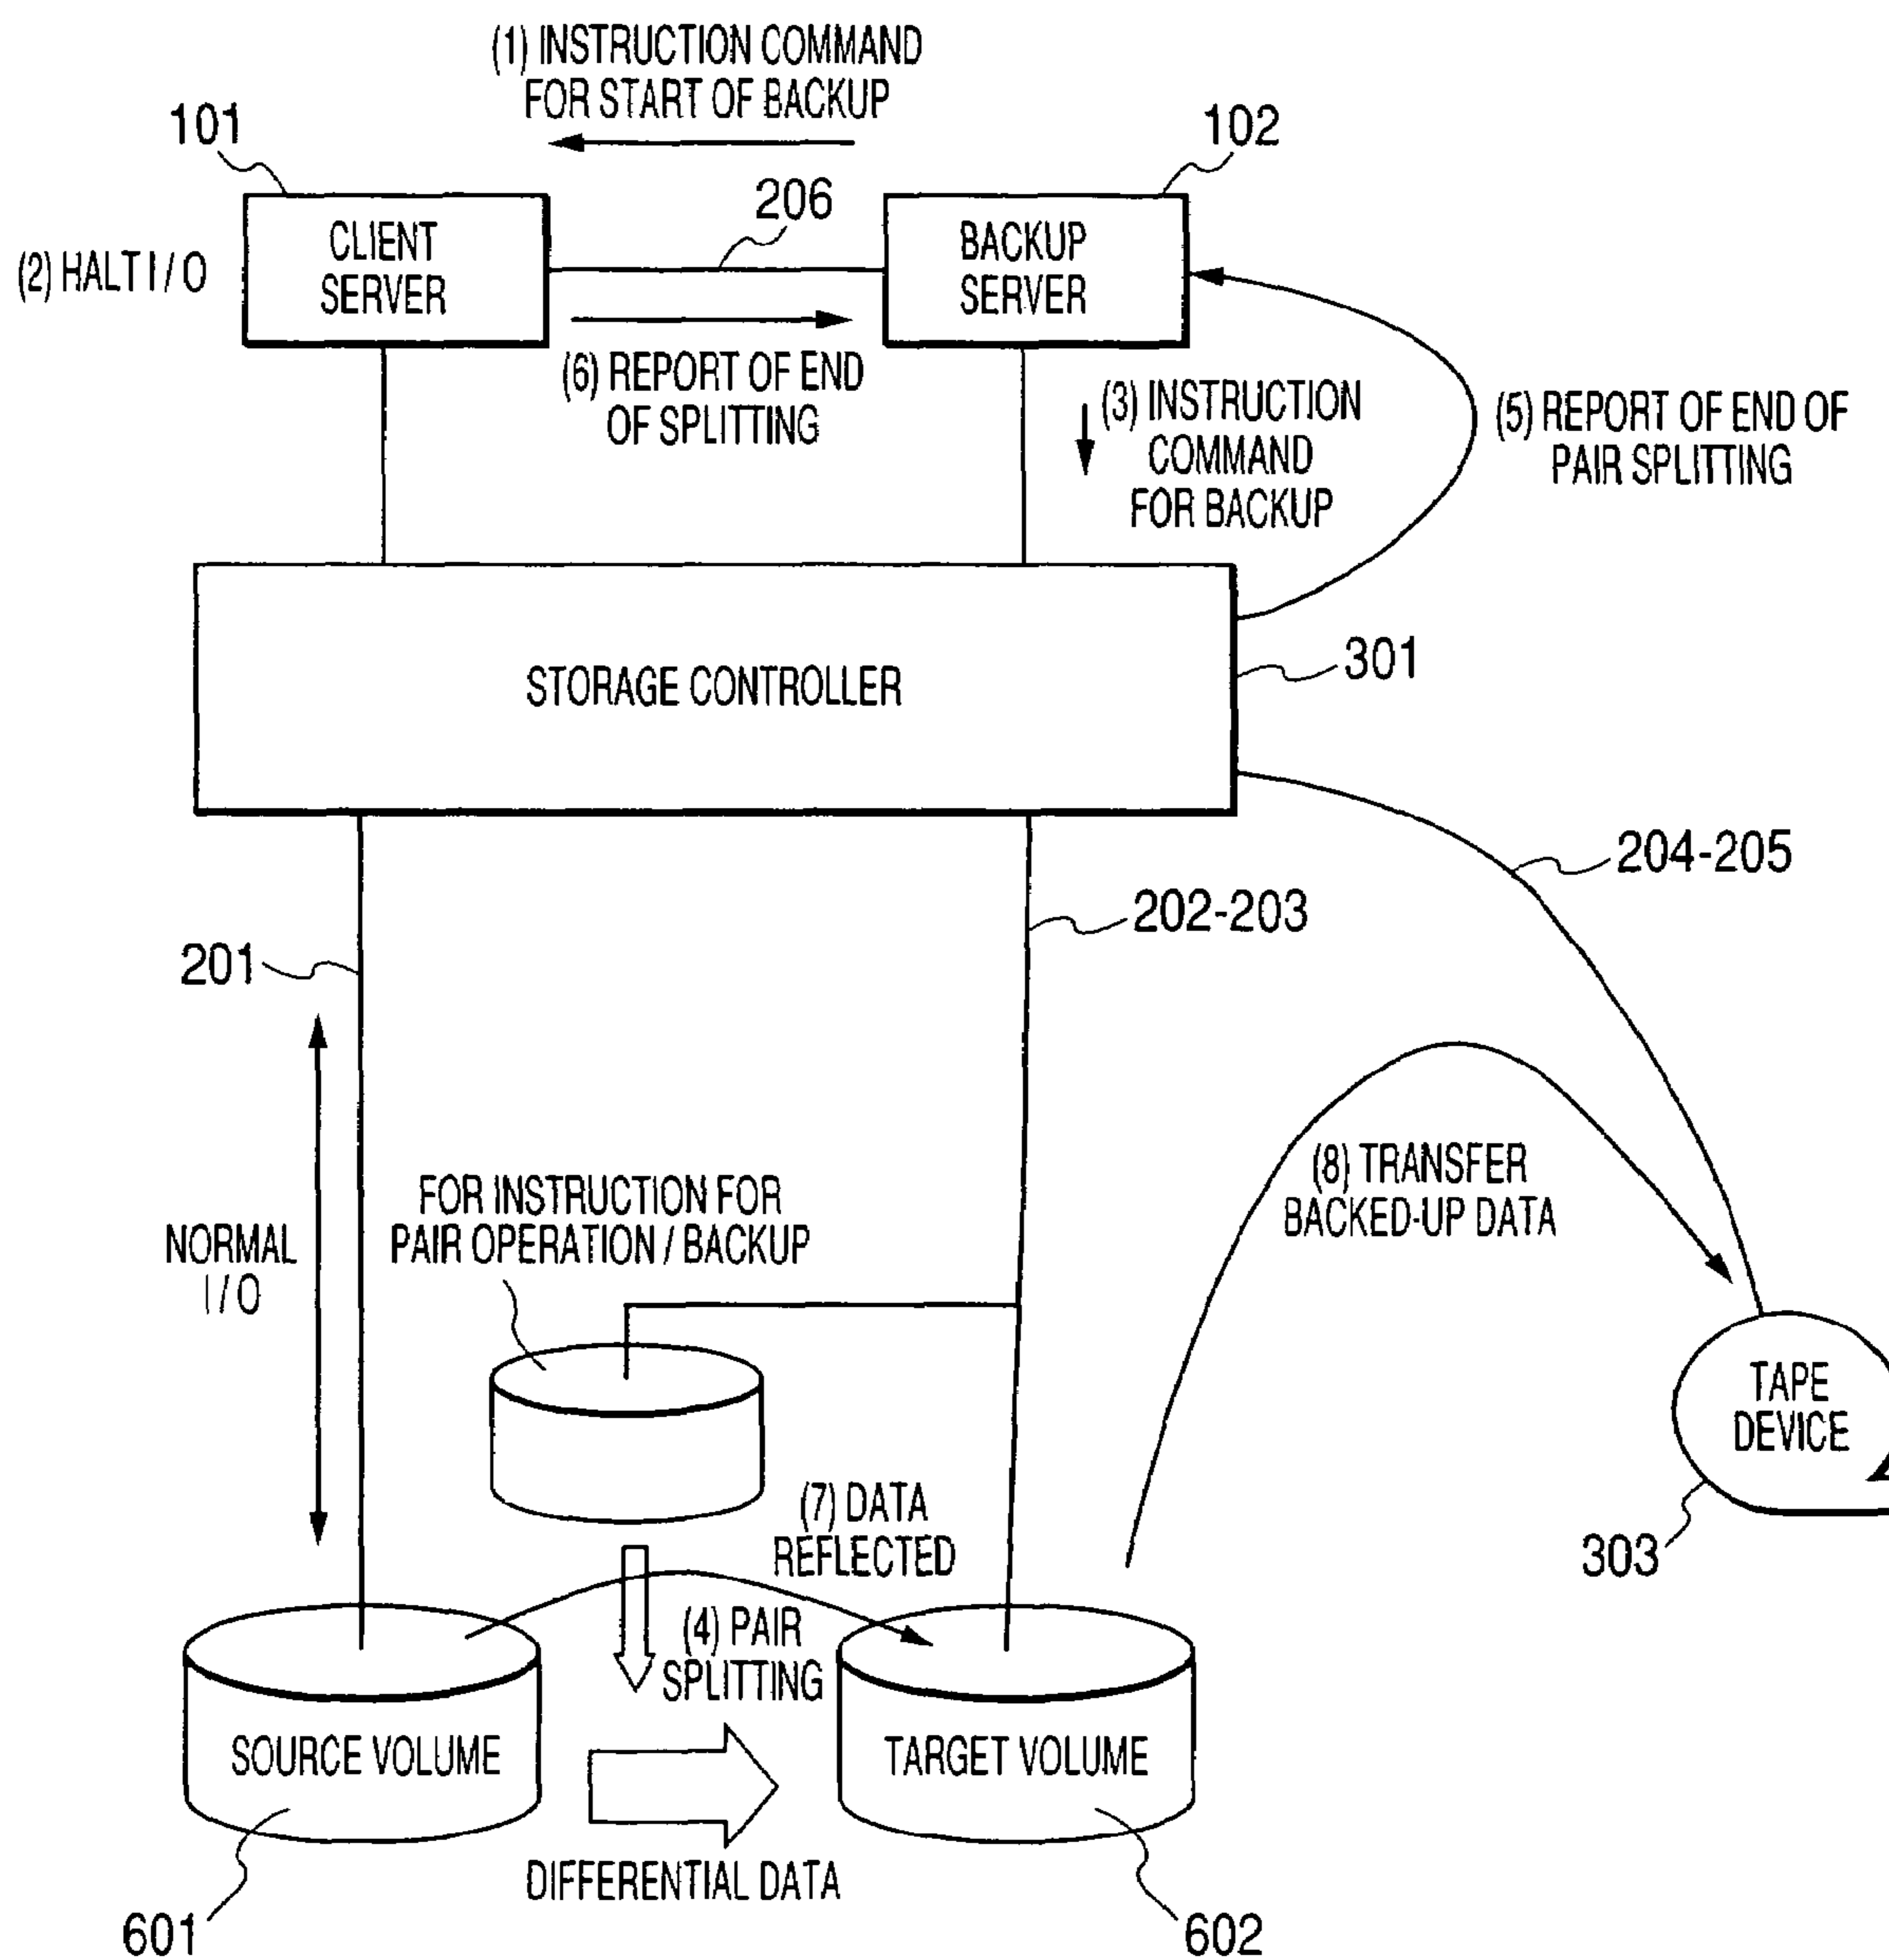 (1) INSTRUCTION COMMAND
FOR START OF BACKUP
101
102
206
(2) HALT I/O
CLIENT
SERVER
BACKUP
SERVER
(6) REPORT OF END
OF SPLITTING
(3) INSTRUCTION
COMMAND
FOR BACKUP
(5) REPORT OF END OF
PAIR SPLITTING
STORAGE CONTROLLER
301
204-205
202-203
201
NORMAL
I/O
FOR INSTRUCTION FOR
PAIR OPERATION / BACKUP
(8) TRANSFER
BACKED-UP DATA
TAPE
DEVICE
303
(7) DATA
REFLECTED
(4) PAIR
SPLITTING
SOURCE VOLUME
TARGET VOLUME
DIFFERENTIAL DATA
601
602